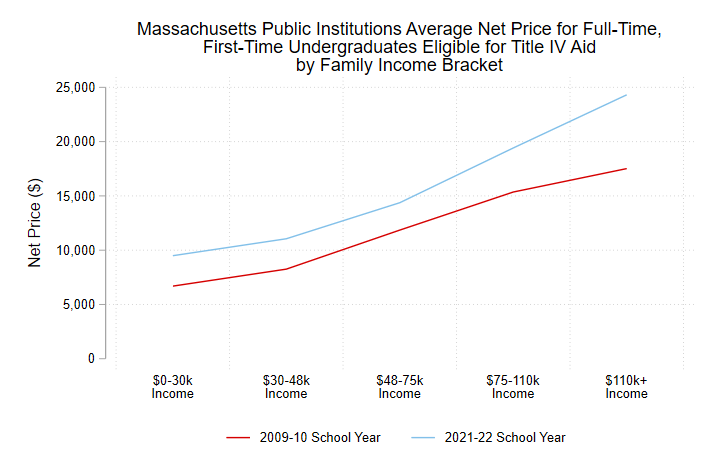 Massachusetts Public Institutions Average Net Price for Full-Time,
First-Time Undergraduates Eligible for Title IV Aid
by Family Income Bracket
Net Price ($)
25,000
20,000
15,000
10,000
5,000
0
$0-30k
Income
$30-48k
Income
$48-75k
Income
$75-110k
Income
$110k+
Income
2009-10 School Year
2021-22 School Year